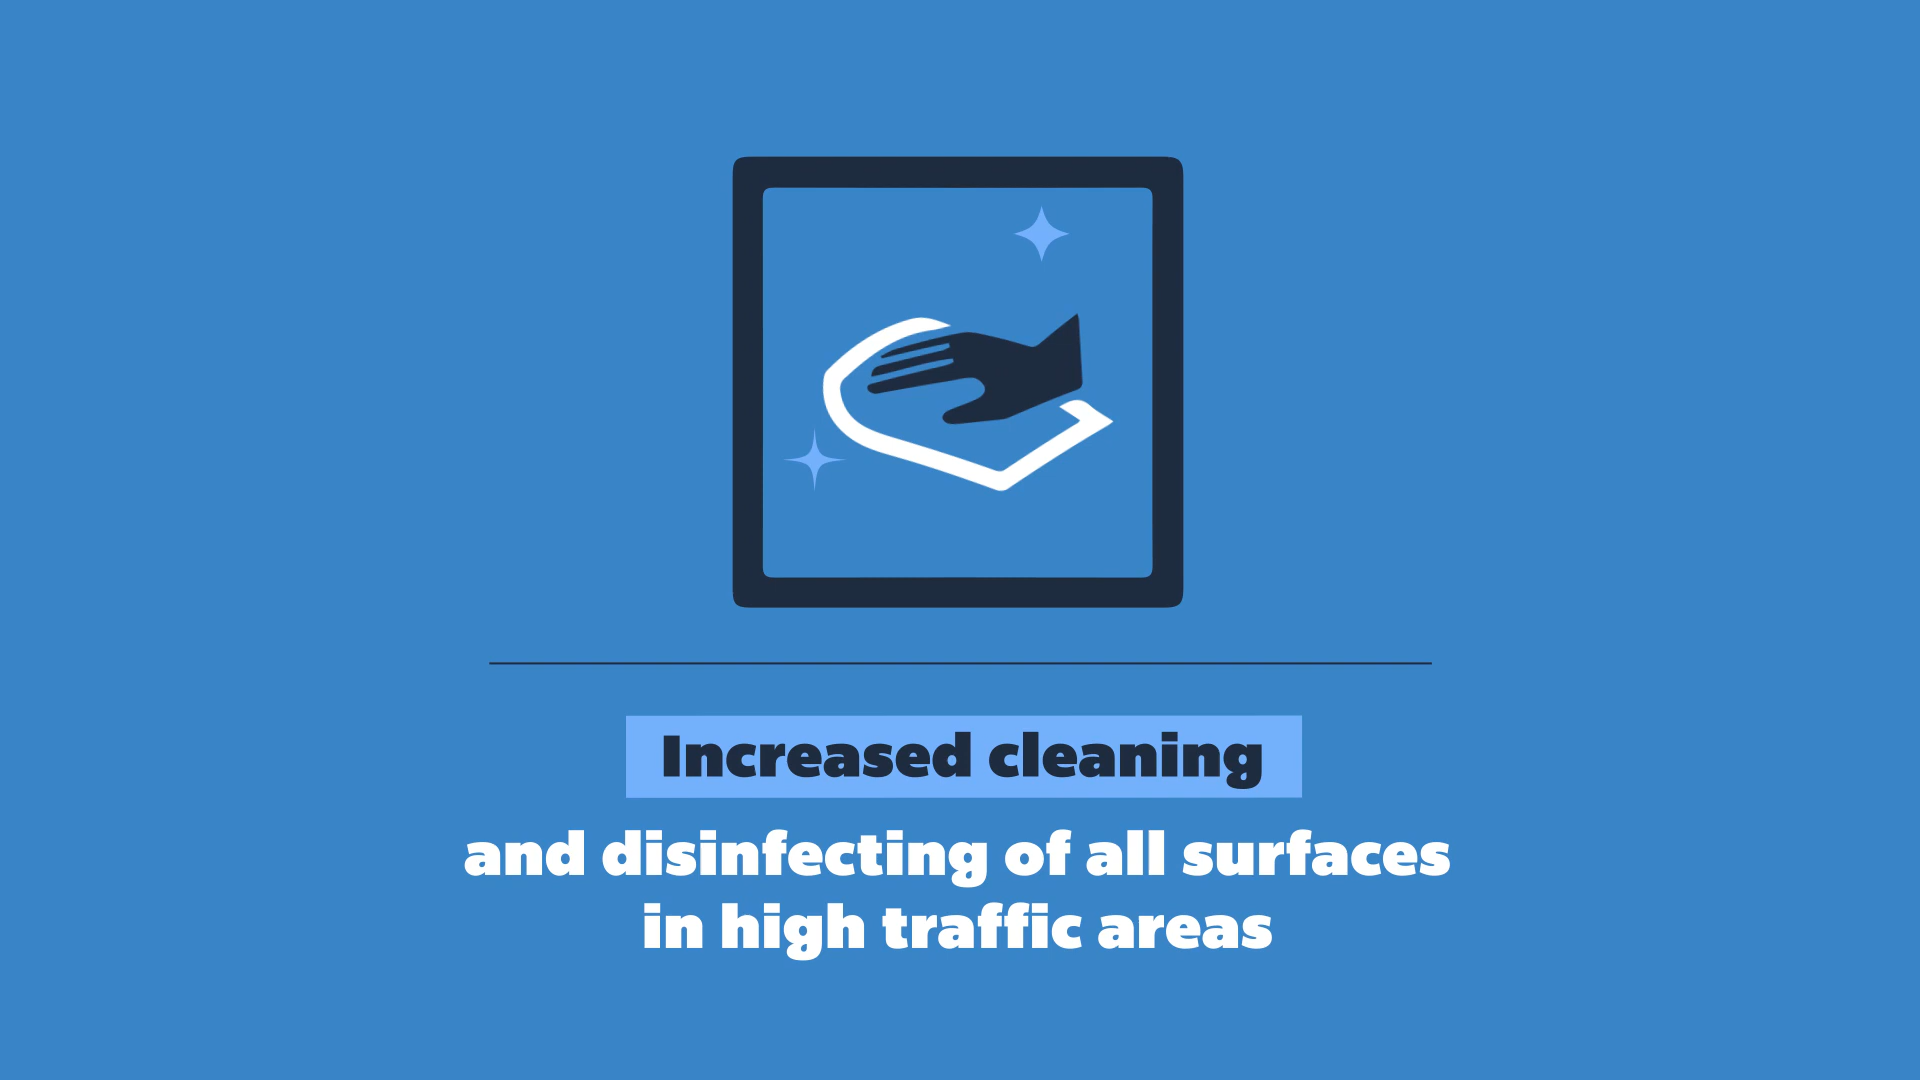 Increased cleaning
and disinfecting of all surfaces
in high traffic areas